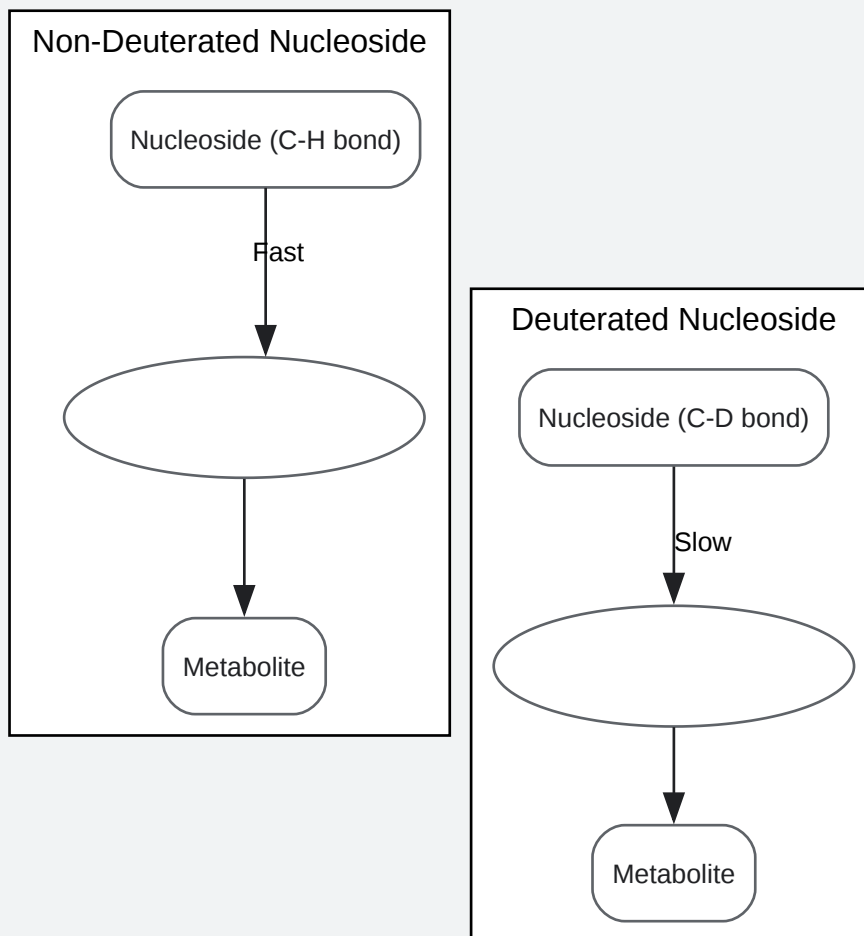 Non-Deuterated Nucleoside
Nucleoside (C-H bond)
Fast
Metabolite
Deuterated Nucleoside
Nucleoside (C-D bond)
Slow
Metabolite